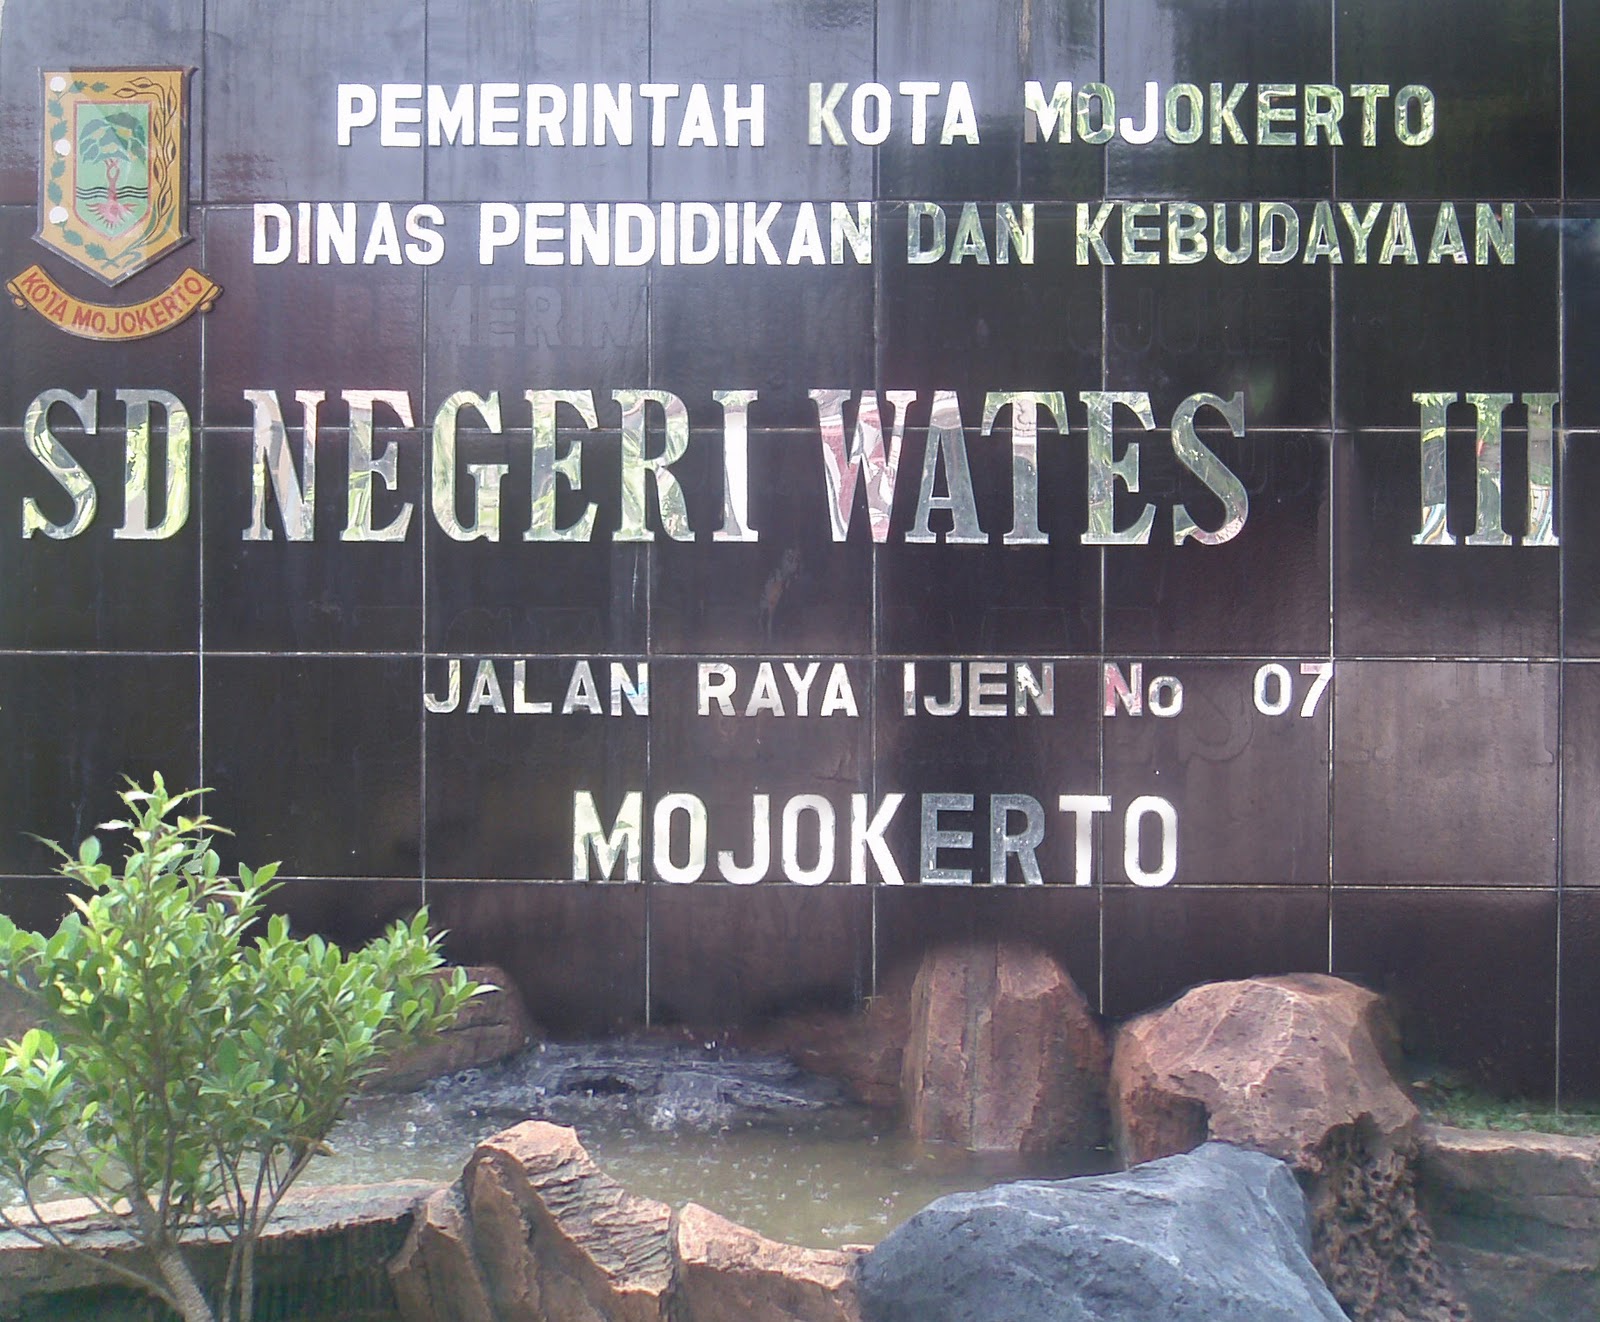 PEMERINTAH KOTA MOJOKERTO
DINAS PENDIDIKAN DAN KEBUDAYAAN
KOTA MOJOKERTO
SD NEGERI WATES III
JALAN RAYA IJEN No 07
MOJOKERTO